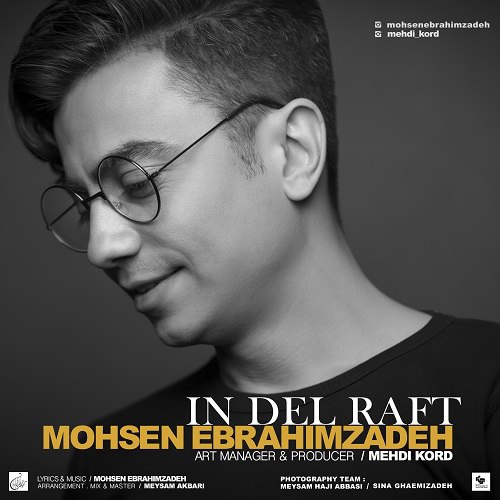 mohsenebrahimzadeh
mehdi_kord
IN DEL RAFT
MOHSEN EBRAHIMZADEH
ART MANAGER & PRODUCER / MEHDI KORD
LYRICS & MUSIC / MOHSEN EBRAHIMZADEH
ARRANGEMENT . MIX & MASTER / MEYSAM AKBARI
PHOTOGRAPHY TEAM :
MEYSAM HAJI ABBASI / SINA GHAEMIZADEH